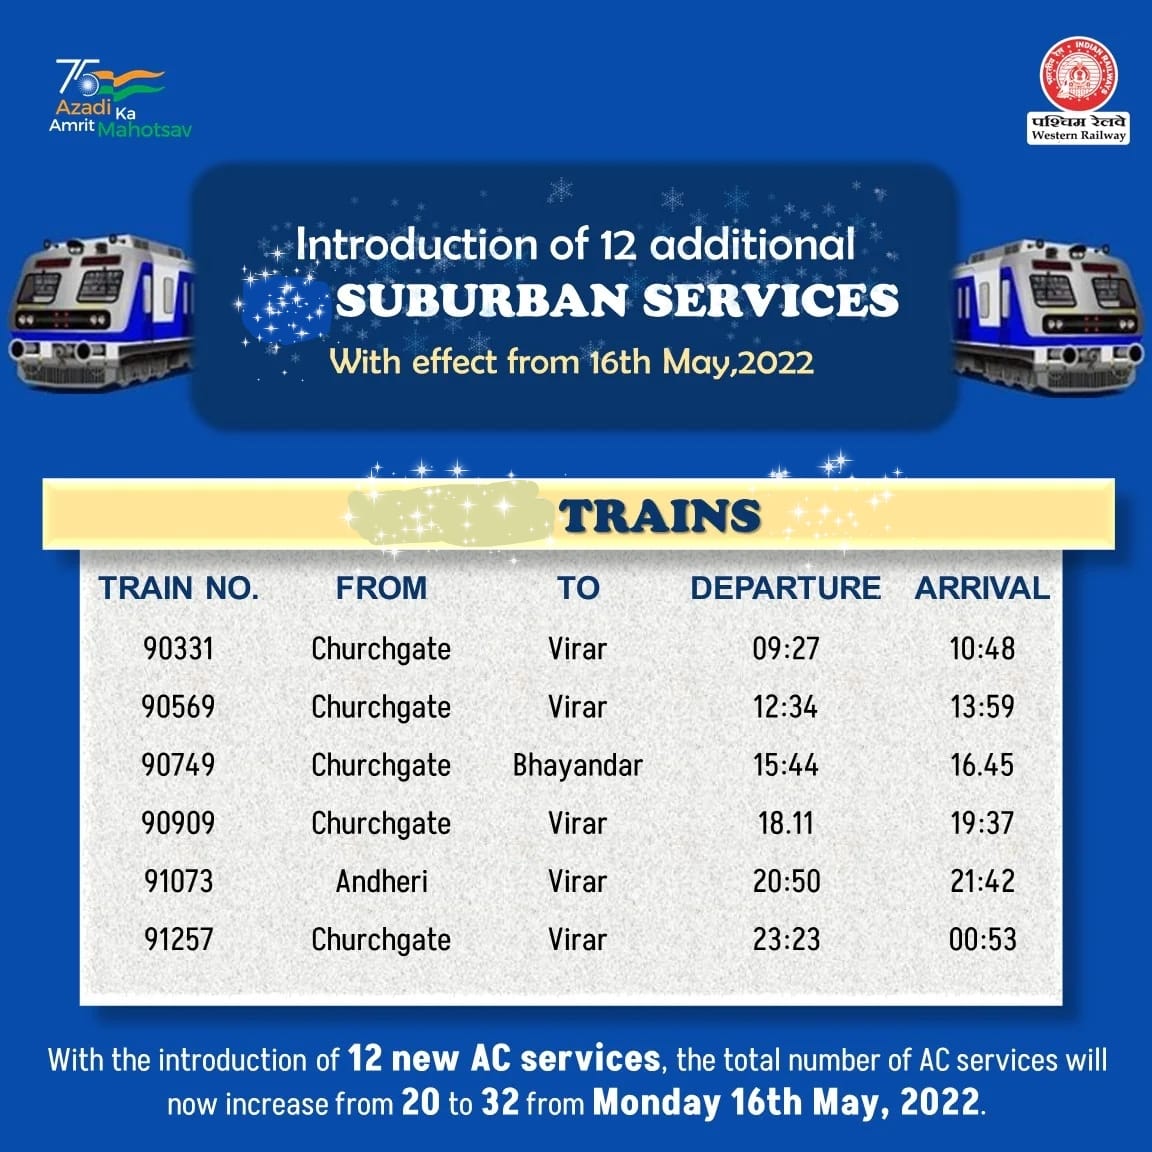 75
Azadi Ka
Amrit Mahotsav
भारतीय रेल
INDIAN RAILWAYS
पश्चिम रेलवे
Western Railway
Introduction of 12 additional
SUBURBAN SERVICES
With effect from 16th May,2022
TRAINS
TRAIN NO. FROM TO DEPARTURE ARRIVAL
90331 Churchgate Virar 09:27 10:48
90569 Churchgate Virar 12:34 13:59
90749 Churchgate Bhayandar 15:44 16.45
90909 Churchgate Virar 18.11 19:37
91073 Andheri Virar 20:50 21:42
91257 Churchgate Virar 23:23 00:53
With the introduction of 12 new AC services, the total number of AC services will
now increase from 20 to 32 from Monday 16th May, 2022.